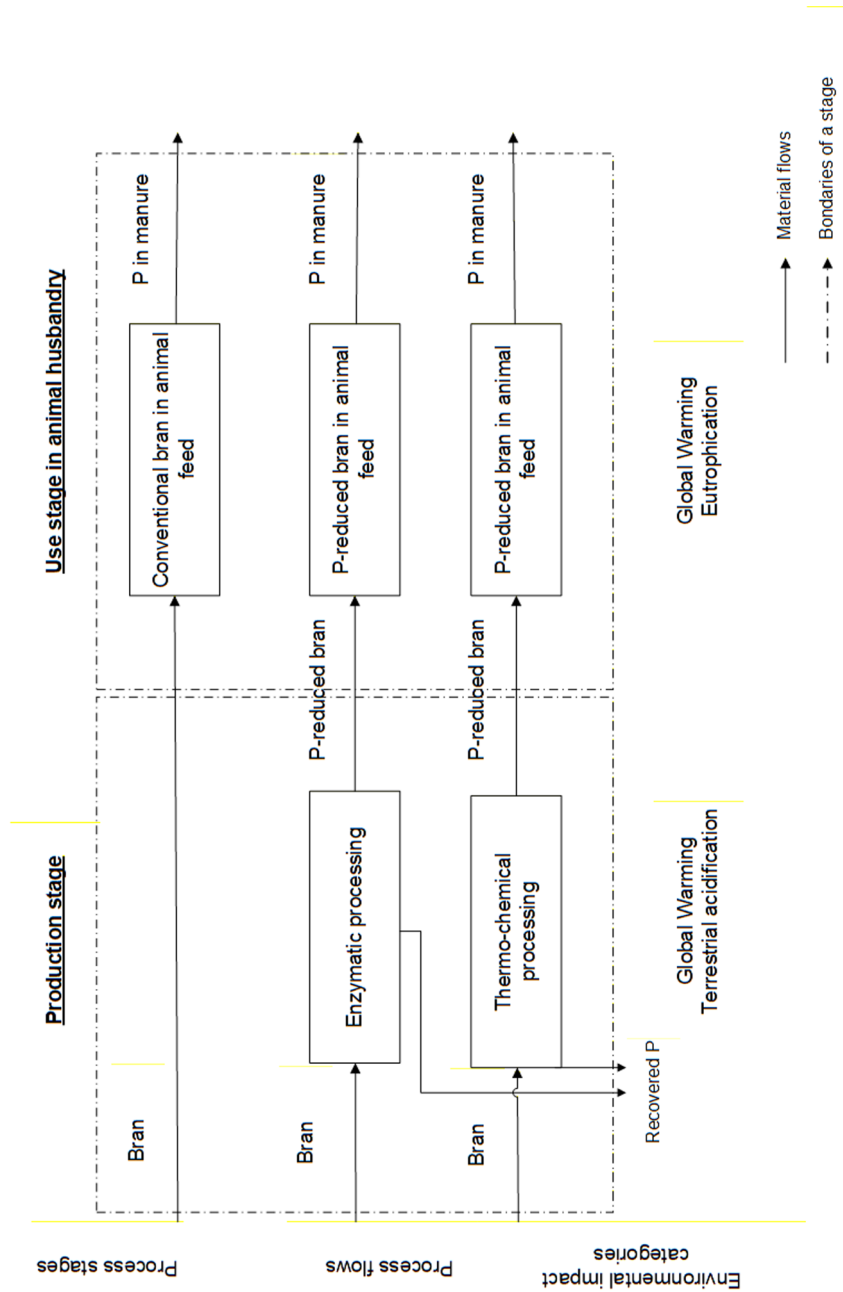 Process stages
Production stage
Use stage in animal husbandry
Process flows
Bran
Conventional bran in animal
feed
P in manure
Bran
Enzymatic processing
P-reduced bran
P-reduced bran in animal
feed
P in manure
Bran
Thermo-chemical
processing
P-reduced bran
P-reduced bran in animal
feed
P in manure
Recovered P
Environmental impact
categories
Global Warming
Terrestrial acidification
Global Warming
Eutrophication
Material flows
Bondaries of a stage